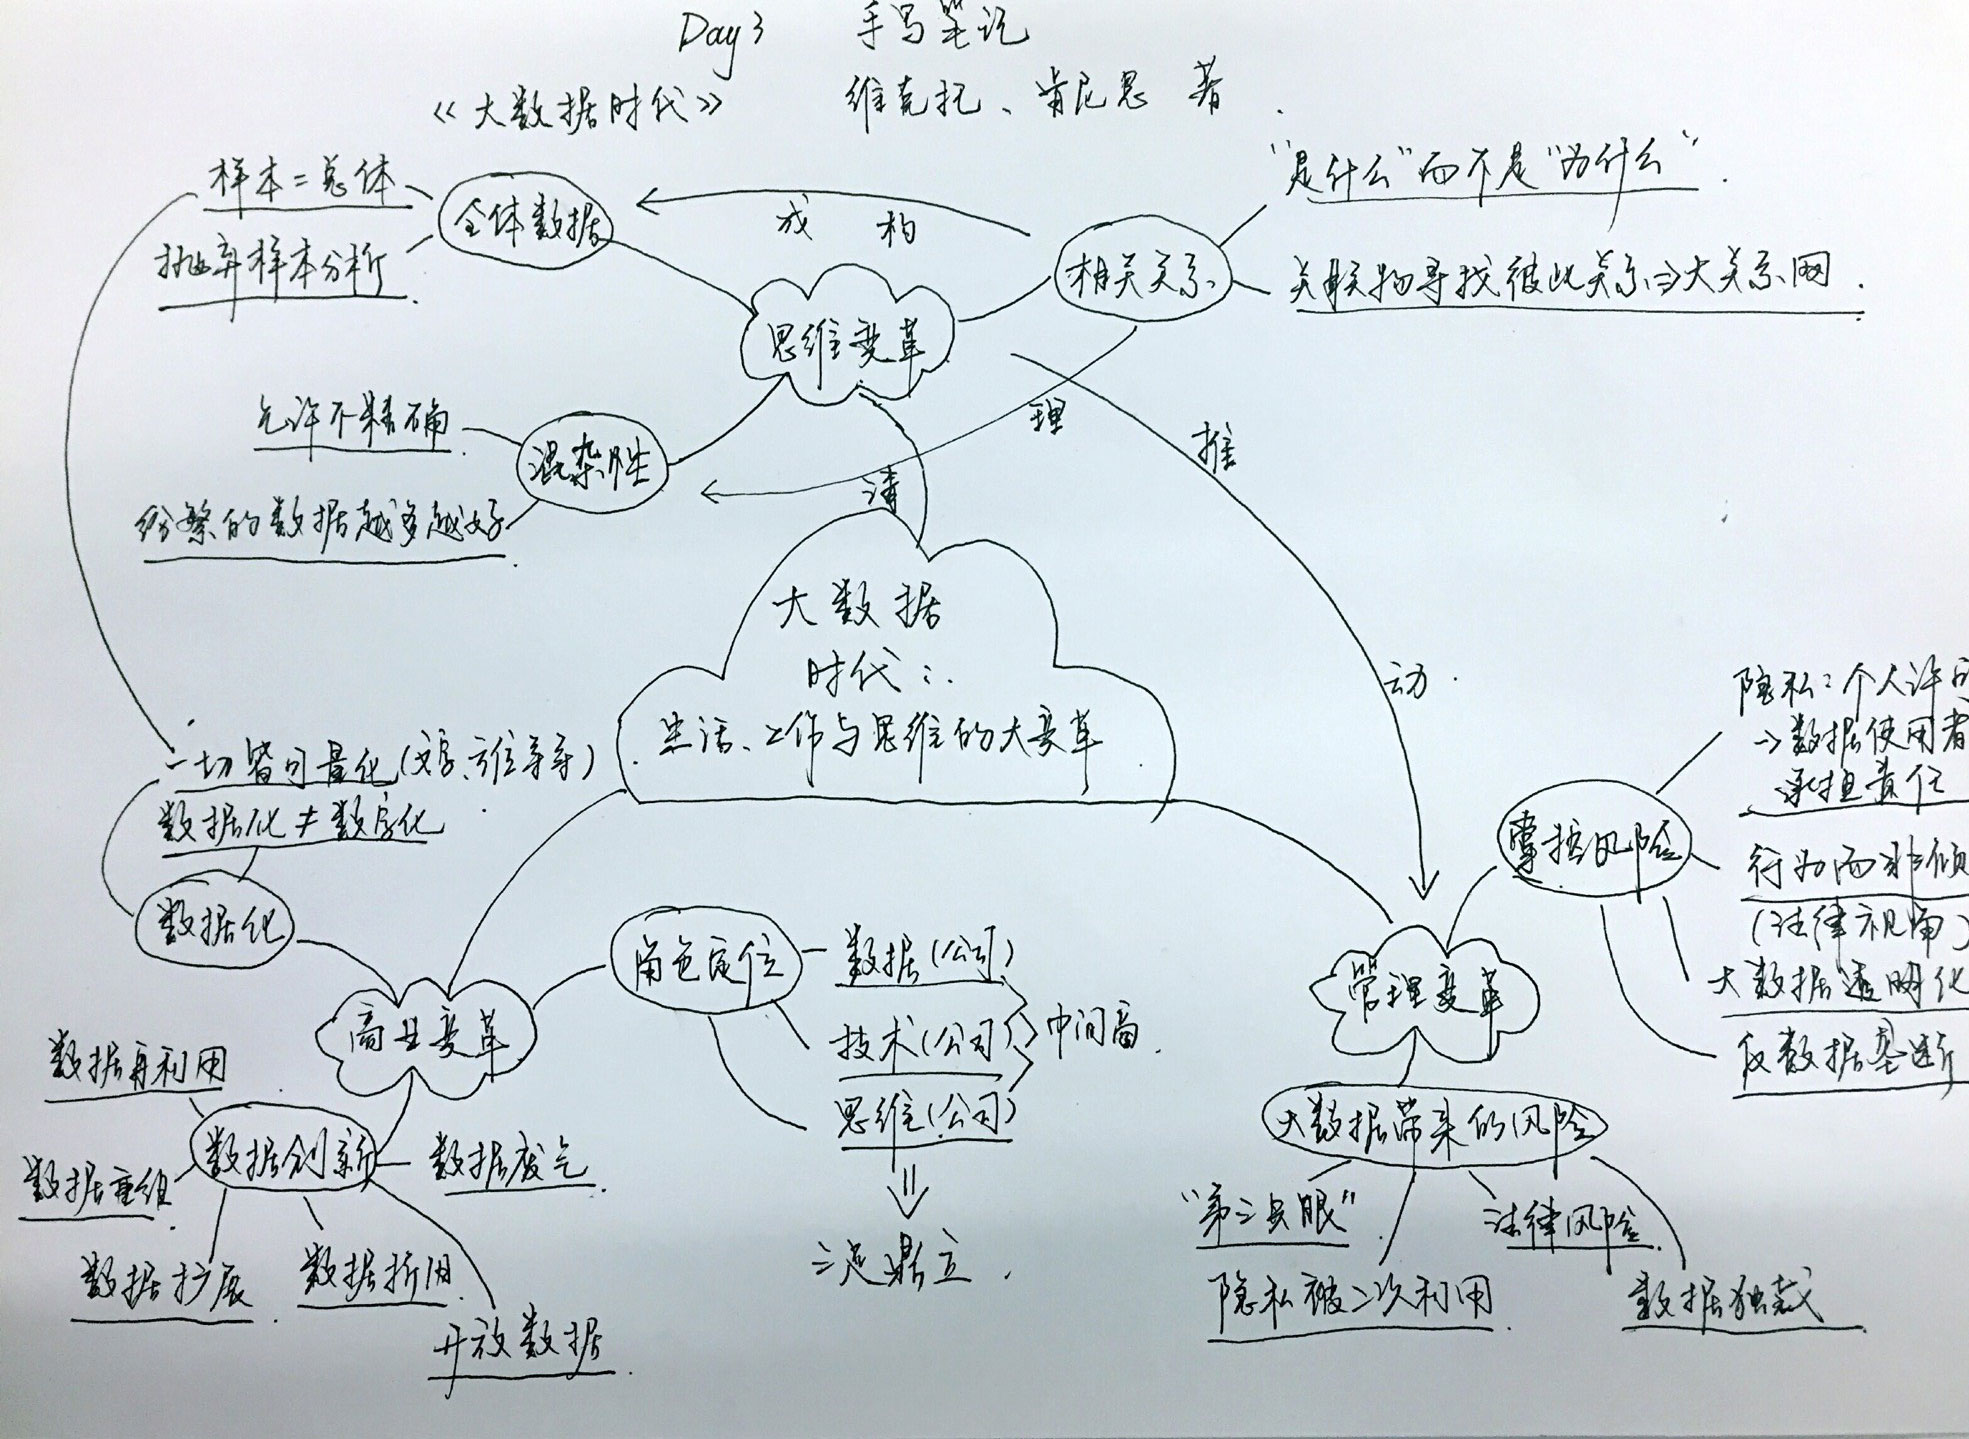 Day 3 手写笔记
《大数据时代》 维克托、肯尼思 著
样本=总体
抛弃样本分析
全体数据
成 构
相关关系
"是什么"而不是"为什么"
关联物寻找彼此关系⇒大关系网
思维变革
允许不精确
纷繁的数据越多越好
混杂性
清 理
推 动
大数据
时代:
生活、工作与思维的大变革
一切皆可量化(文字、方位等等)
数据化≠数字化
数据化
商业变革
角色定位
数据(公司)
技术(公司)
思维(公司)
中间商
三足鼎立
数据创新
数据再利用
数据重组
数据扩展
数据折旧
开放数据
数据废气
管理变革
掌控风险
隐私:个人许
→数据使用者
承担责任
行为而非倾
(法律视角)
大数据透明化
反数据垄断
大数据带来的风险
"第三只眼"
隐私被二次利用
法律风险
数据独裁